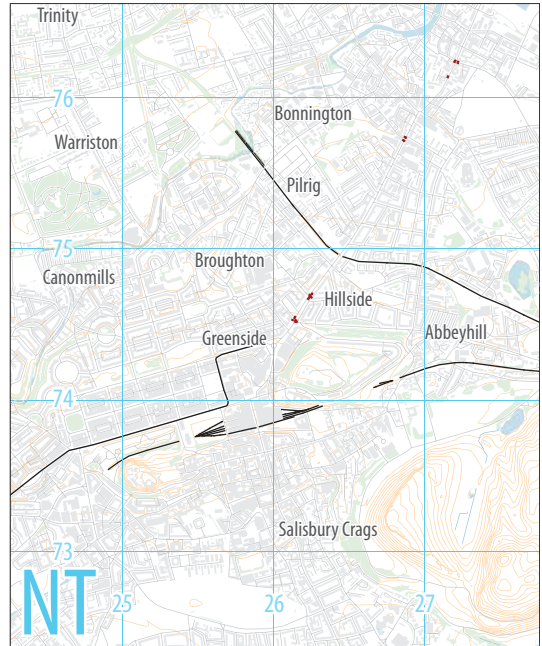 Trinity
76
Bonnington
Warriston
Pilrig
75
Broughton
Canonmills
Hillside
Greenside
Abbeyhill
74
Salisbury Crags
73
NT
25
26
27